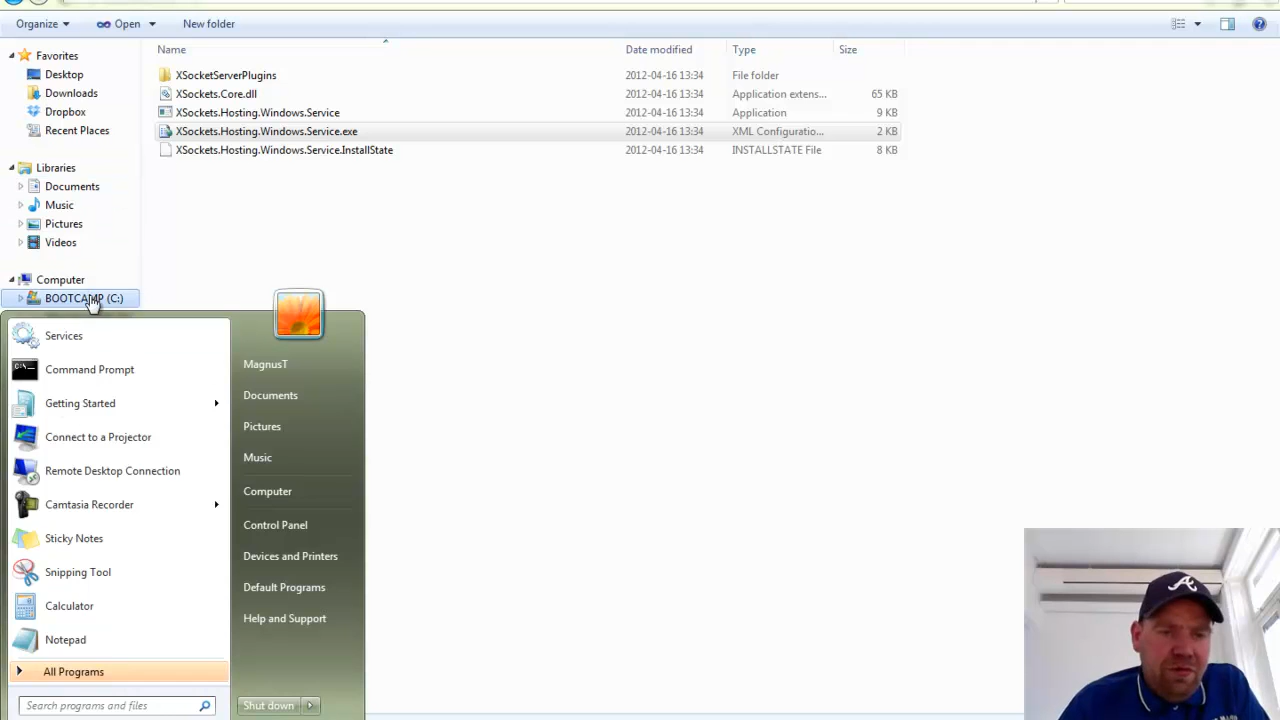 Organize Open New folder
Name Date modified Type Size
XSocketServerPlugins 2012-04-16 13:34 File folder
XSockets.Core.dll 2012-04-16 13:34 Application extens... 65 KB
XSockets.Hosting.Windows.Service 2012-04-16 13:34 Application 9 KB
XSockets.Hosting.Windows.Service.exe 2012-04-16 13:34 XML Configuratio... 2 KB
XSockets.Hosting.Windows.Service.InstallState 2012-04-16 13:34 INSTALLSTATE File 8 KB
Favorites
Desktop
Downloads
Dropbox
Recent Places
Libraries
Documents
Music
Pictures
Videos
Computer
BOOTCAMP (C:)
Services
Command Prompt
Getting Started
Connect to a Projector
Remote Desktop Connection
Camtasia Recorder
Sticky Notes
Snipping Tool
Calculator
Notepad
All Programs
Search programs and files
MagnusT
Documents
Pictures
Music
Computer
Control Panel
Devices and Printers
Default Programs
Help and Support
Shut down